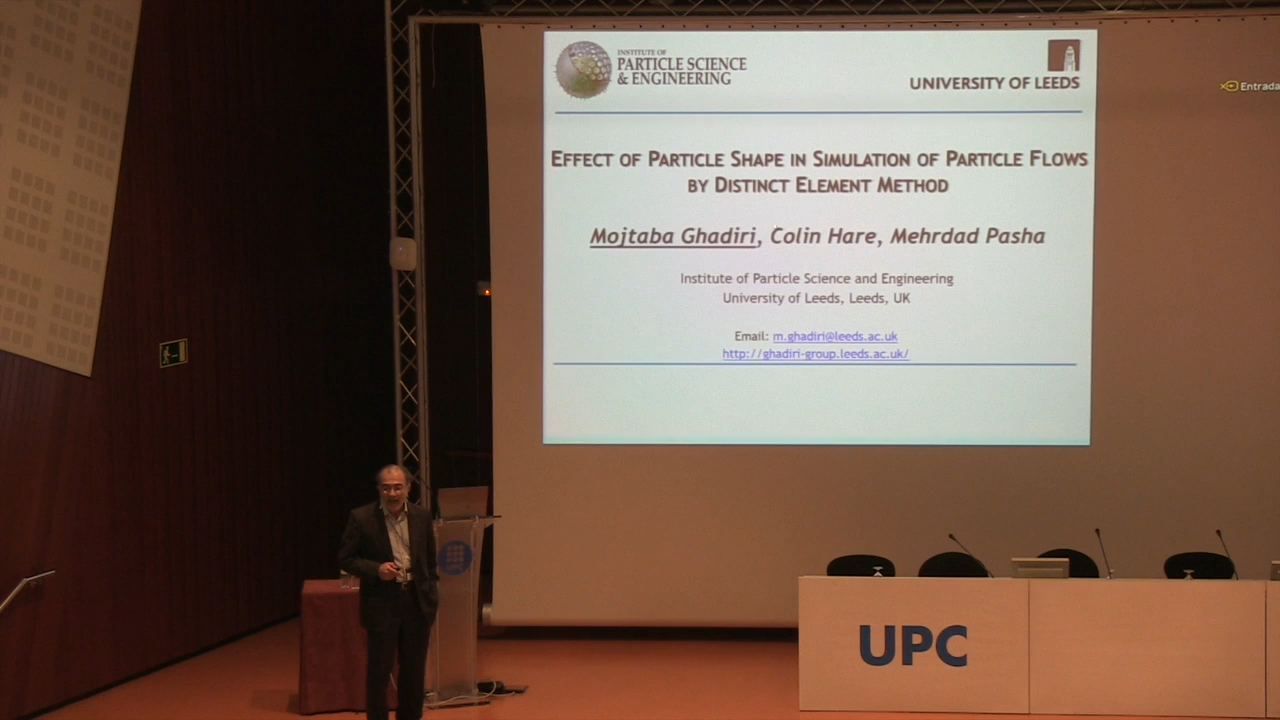 INSTITUTE OF
PARTICLE SCIENCE
& ENGINEERING
UNIVERSITY OF LEEDS
Entrada
EFFECT OF PARTICLE SHAPE IN SIMULATION OF PARTICLE FLOWS
BY DISTINCT ELEMENT METHOD
Mojtaba Ghadiri, Colin Hare, Mehrdad Pasha
Institute of Particle Science and Engineering
University of Leeds, Leeds, UK
Email: m.ghadiri@leeds.ac.uk
http://ghadiri-group.leeds.ac.uk/
UPC